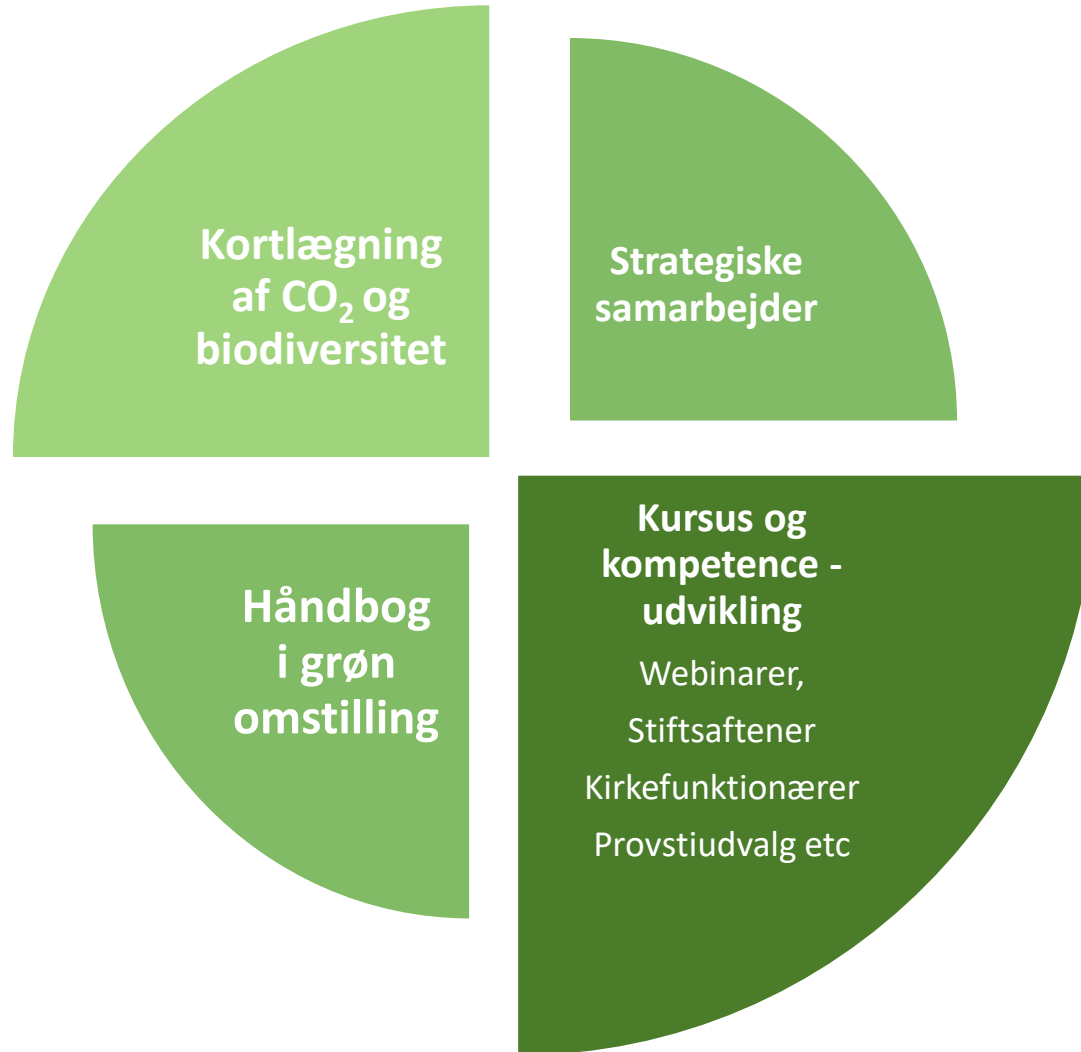 Kortlægning
af CO₂ og
biodiversitet
Strategiske
samarbejder
Håndbog
i grøn
omstilling
Kursus og
kompetence -
udvikling
Webinarer,
Stiftsaftener
Kirkefunktionærer
Provstiudvalg etc